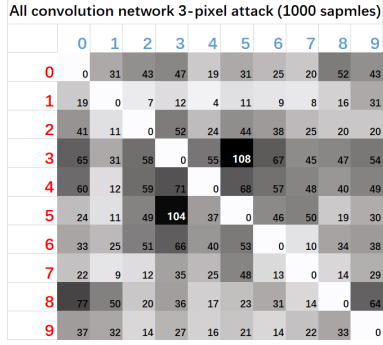 All convolution network 3-pixel attack (1000 sapmles)
0 1 2 3 4 5 6 7 8 9
0 0 31 43 47 19 31 25 20 52 43
1 19 0 7 12 4 11 9 8 16 31
2 41 11 0 52 24 44 38 25 20 20
3 65 31 58 0 55 108 67 45 47 54
4 60 12 59 71 0 68 57 48 40 49
5 24 11 49 104 37 0 46 50 19 30
6 33 25 51 66 40 53 0 10 34 38
7 22 9 12 35 25 48 13 0 14 29
8 77 50 20 36 17 23 31 14 0 64
9 37 32 14 27 16 21 14 22 33 0